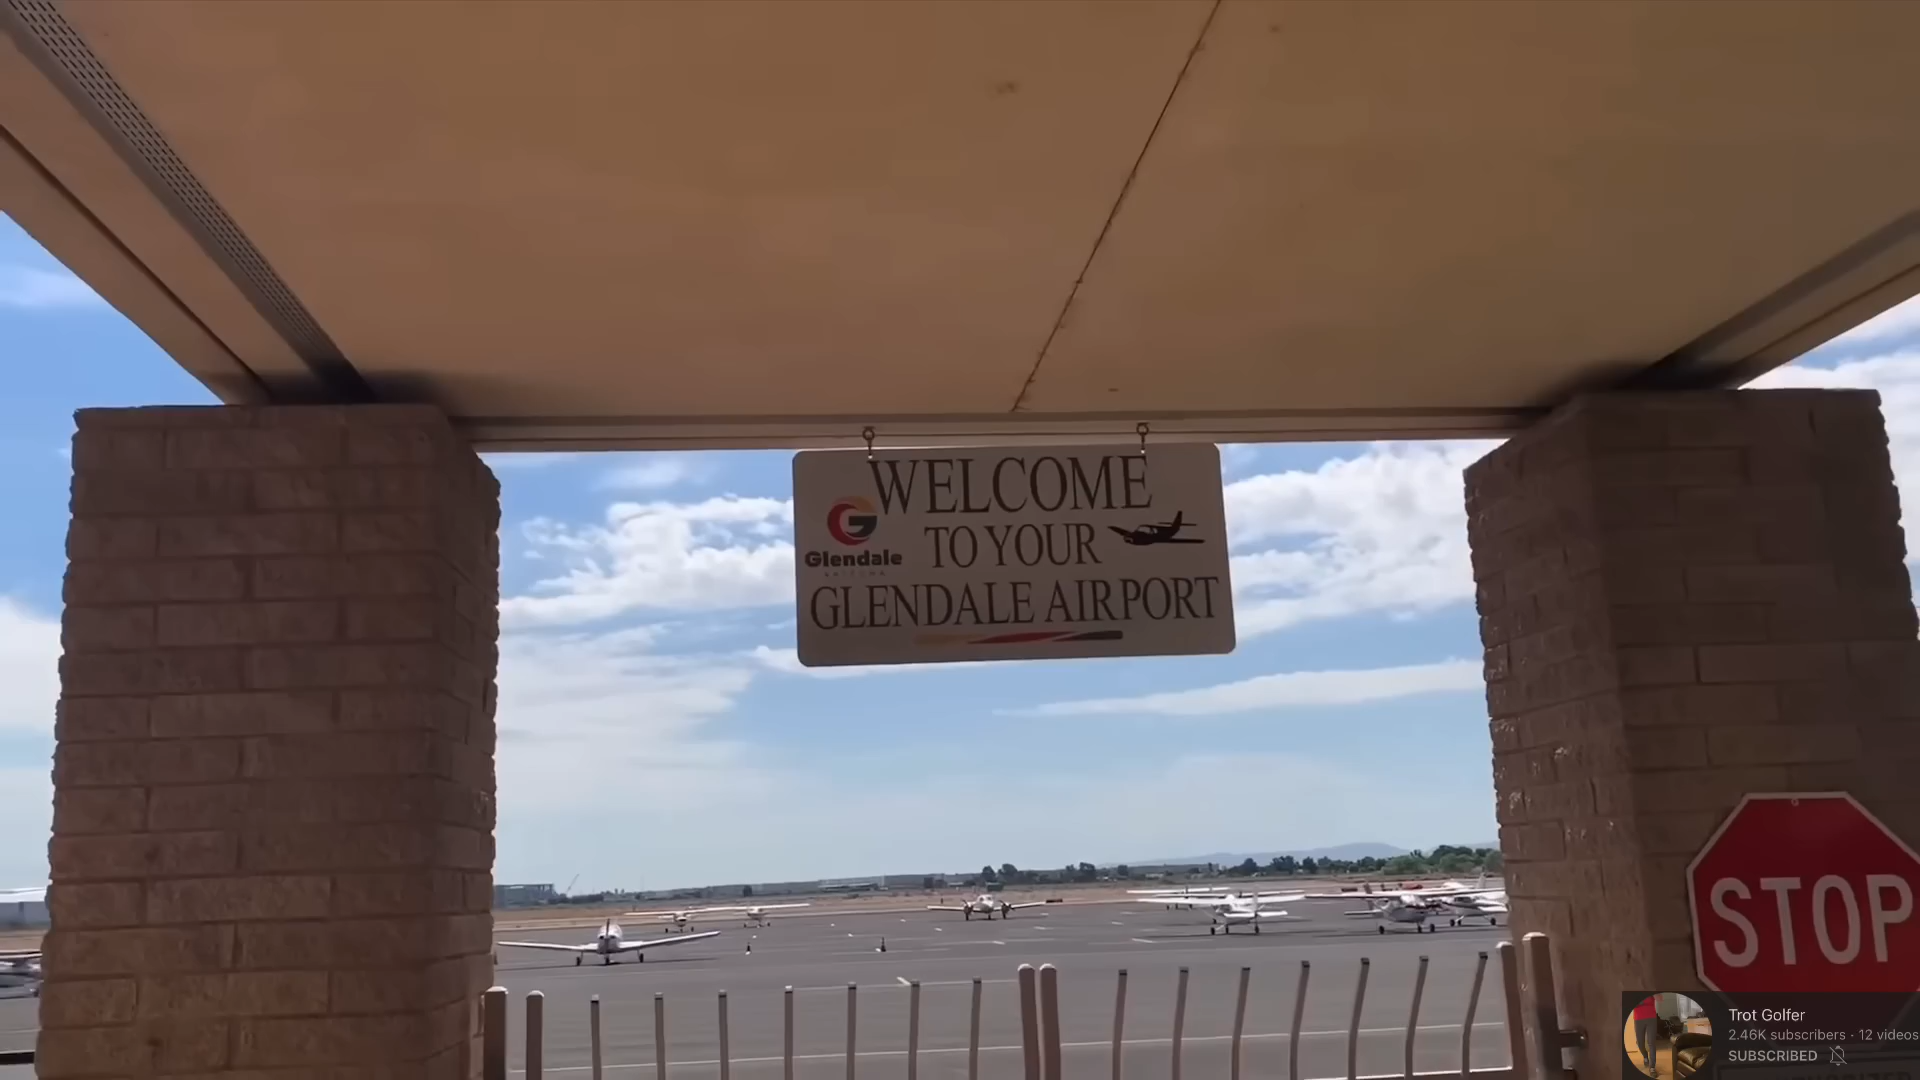 WELCOME
TO YOUR
Glendale
GLENDALE AIRPORT
STOP
Trot Golfer
2.46K subscribers · 12 videos
SUBSCRIBED